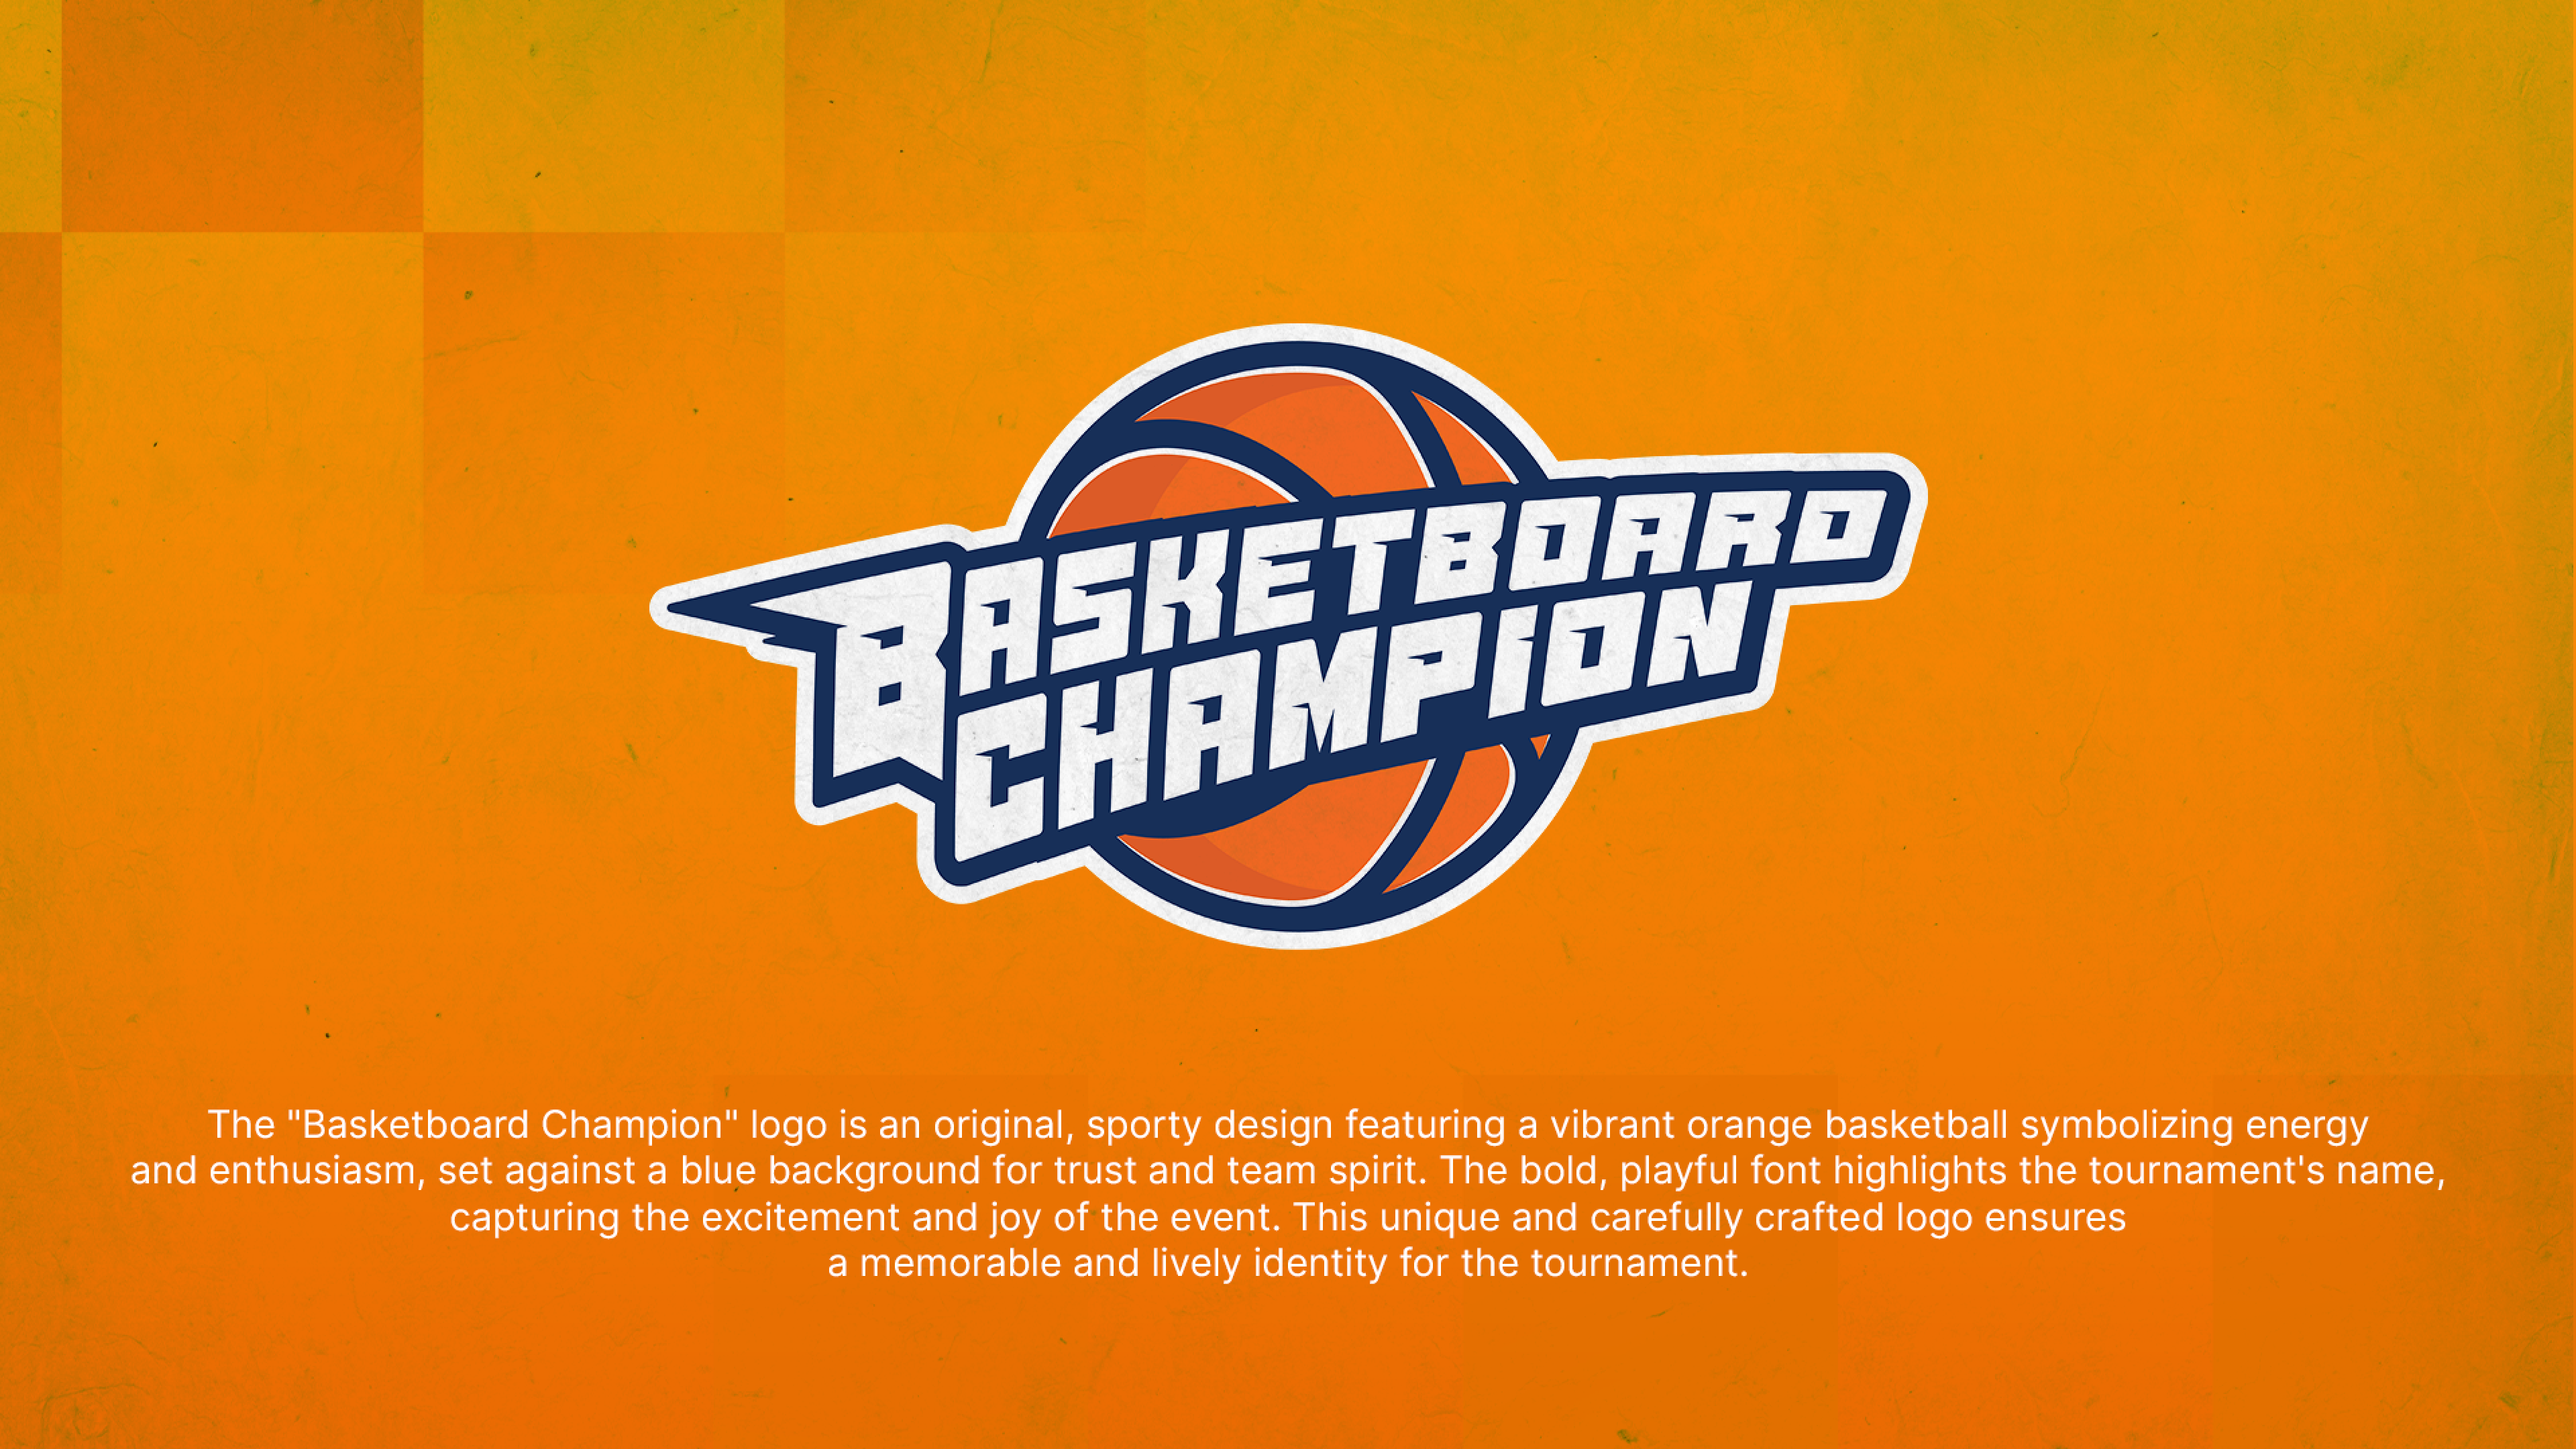 BASKETBOARD
CHAMPION
The "Basketboard Champion" logo is an original, sporty design featuring a vibrant orange basketball symbolizing energy
and enthusiasm, set against a blue background for trust and team spirit. The bold, playful font highlights the tournament's name,
capturing the excitement and joy of the event. This unique and carefully crafted logo ensures
a memorable and lively identity for the tournament.